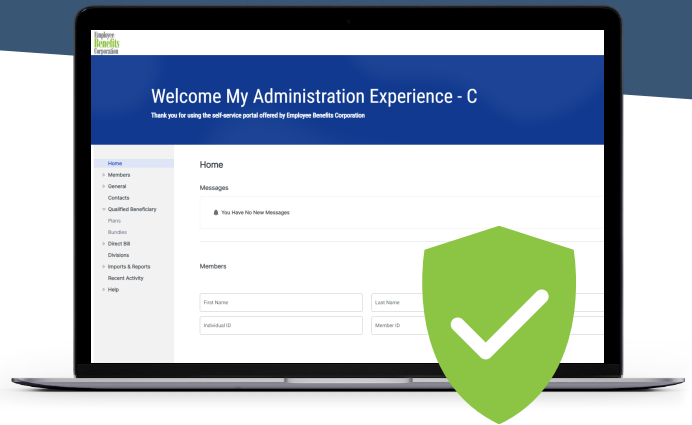 Employee
Benefits
Corporation
Welcome My Administration Experience - C
Thank you for using the self-service portal offered by Employee Benefits Corporation
Home
Members
General
Contacts
Qualified Beneficiary
Plans
Bundles
Direct Bill
Divisions
Imports & Reports
Recent Activity
Help
Home
Messages
You Have No New Messages
Members
First Name
Last Name
Individual ID
Member ID